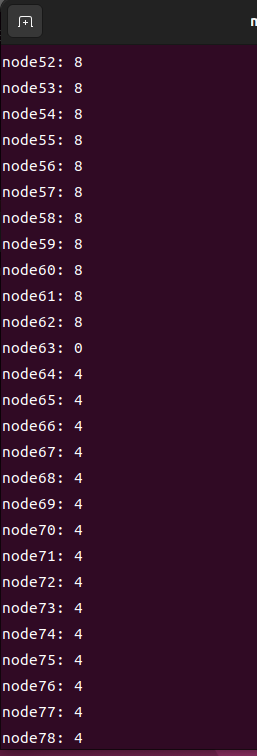 node52: 8
node53: 8
node54: 8
node55: 8
node56: 8
node57: 8
node58: 8
node59: 8
node60: 8
node61: 8
node62: 8
node63: 0
node64: 4
node65: 4
node66: 4
node67: 4
node68: 4
node69: 4
node70: 4
node71: 4
node72: 4
node73: 4
node74: 4
node75: 4
node76: 4
node77: 4
node78: 4